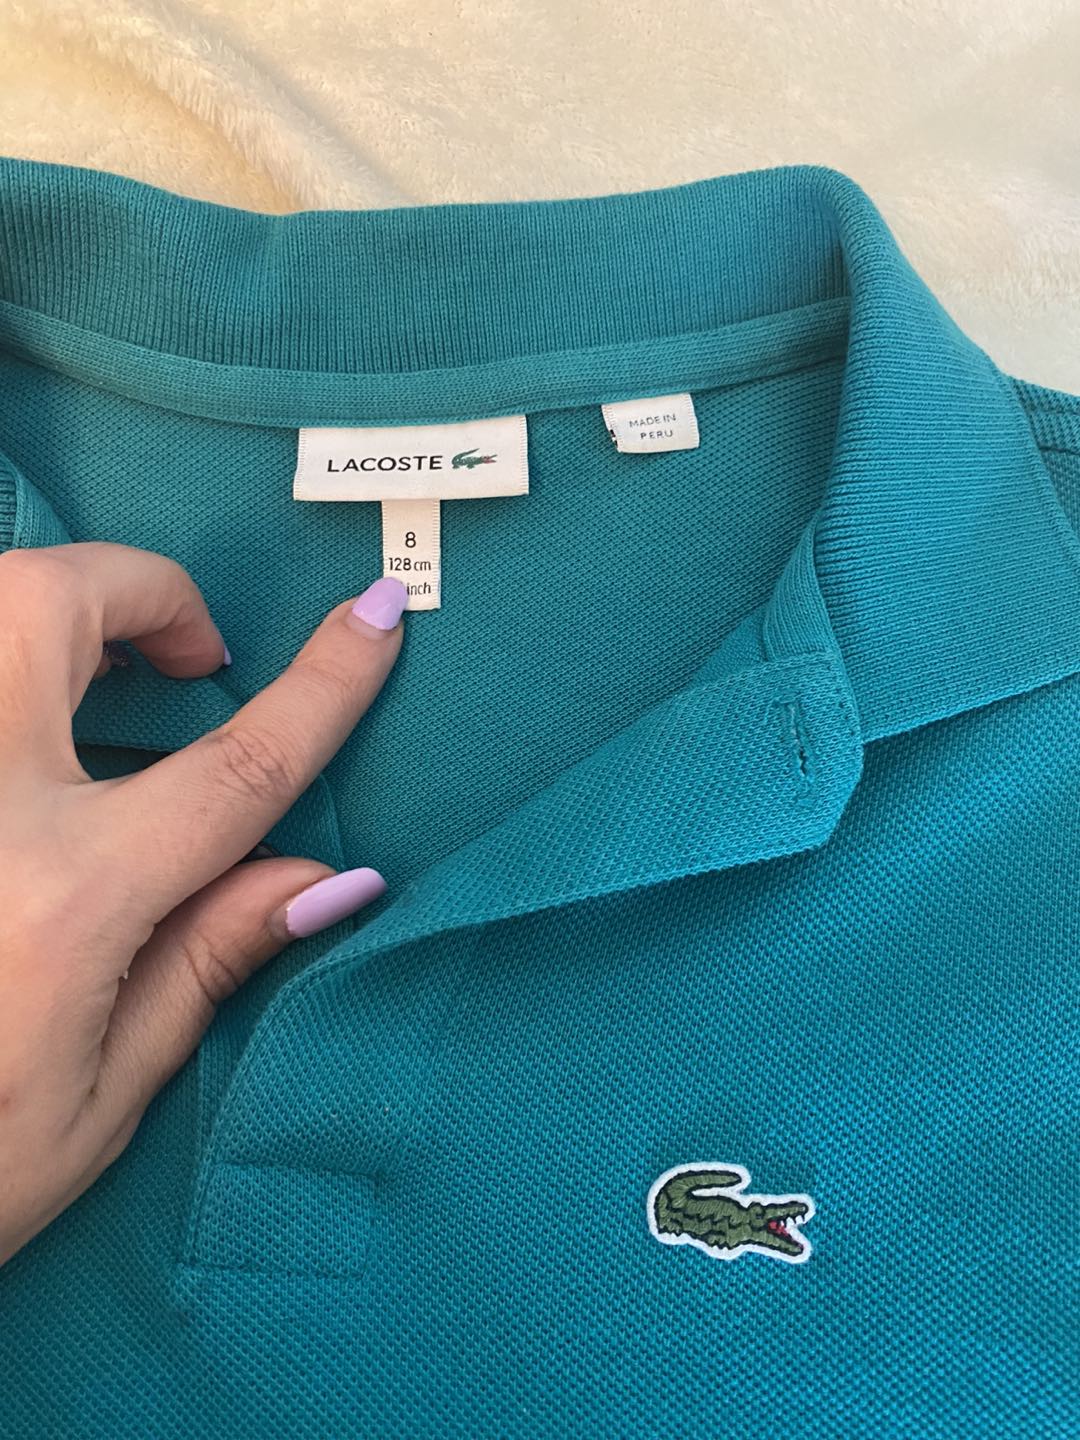 LACOSTE
MADE IN
PERU
8
128 cm
inch